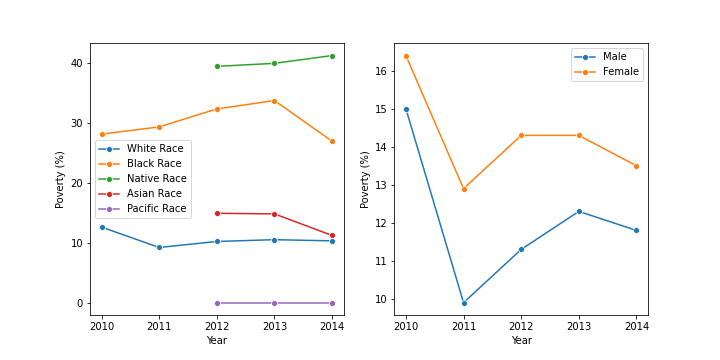 40
30
20
10
0
Poverty (%)
White Race
Black Race
Native Race
Asian Race
Pacific Race
2010 2011 2012 2013 2014
Year
16
15
14
13
12
11
10
Poverty (%)
Male
Female
2010 2011 2012 2013 2014
Year